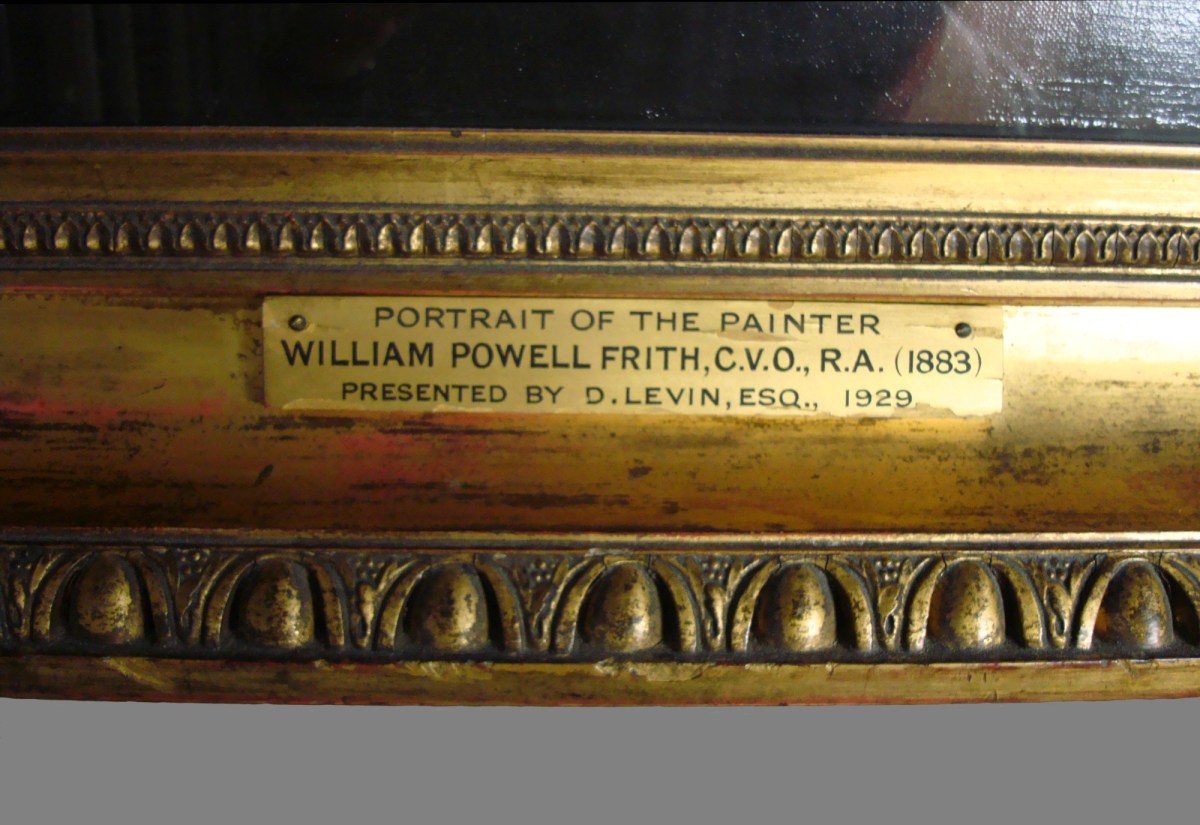 PORTRAIT OF THE PAINTER
WILLIAM POWELL FRITH, C.V.O., R.A. (1883)
PRESENTED BY D. LEVIN, ESQ., 1929